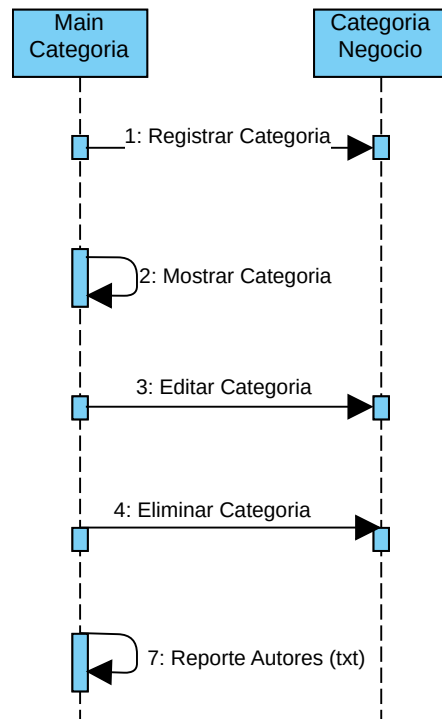 Main
Categoria
Categoria
Negocio
1: Registrar Categoria
2: Mostrar Categoria
3: Editar Categoria
4: Eliminar Categoria
7: Reporte Autores (txt)